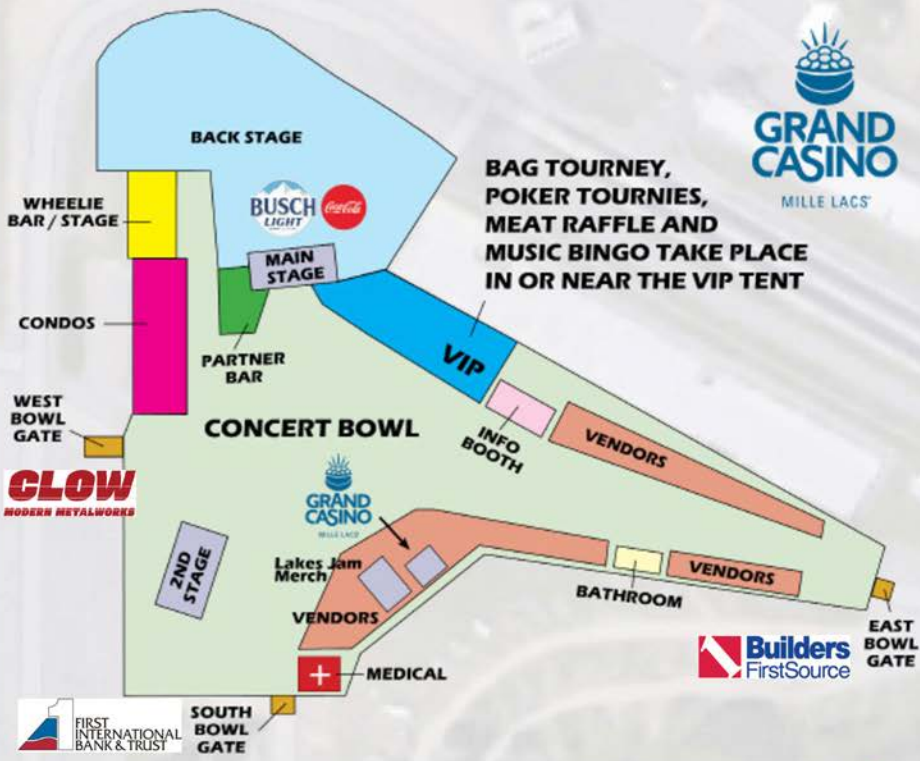 GRAND
CASINO
MILLE LACS®
BACK STAGE
BAG TOURNEY,
POKER TOURNIES,
MEAT RAFFLE AND
MUSIC BINGO TAKE PLACE
IN OR NEAR THE VIP TENT
WHEELIE
BAR / STAGE
BUSCH
LIGHT
Coca-Cola
MAIN
STAGE
CONDOS
PARTNER
BAR
VIP
WEST
BOWL
GATE
CONCERT BOWL
INFO
BOOTH
VENDORS
CLOW
MODERN METALWORKS
GRAND
CASINO
MILLE LACS
2ND
STAGE
Lakes Jam
Merch
VENDORS
BATHROOM
VENDORS
EAST
BOWL
GATE
Builders
FirstSource
MEDICAL
1
FIRST
INTERNATIONAL
BANK & TRUST
SOUTH
BOWL
GATE